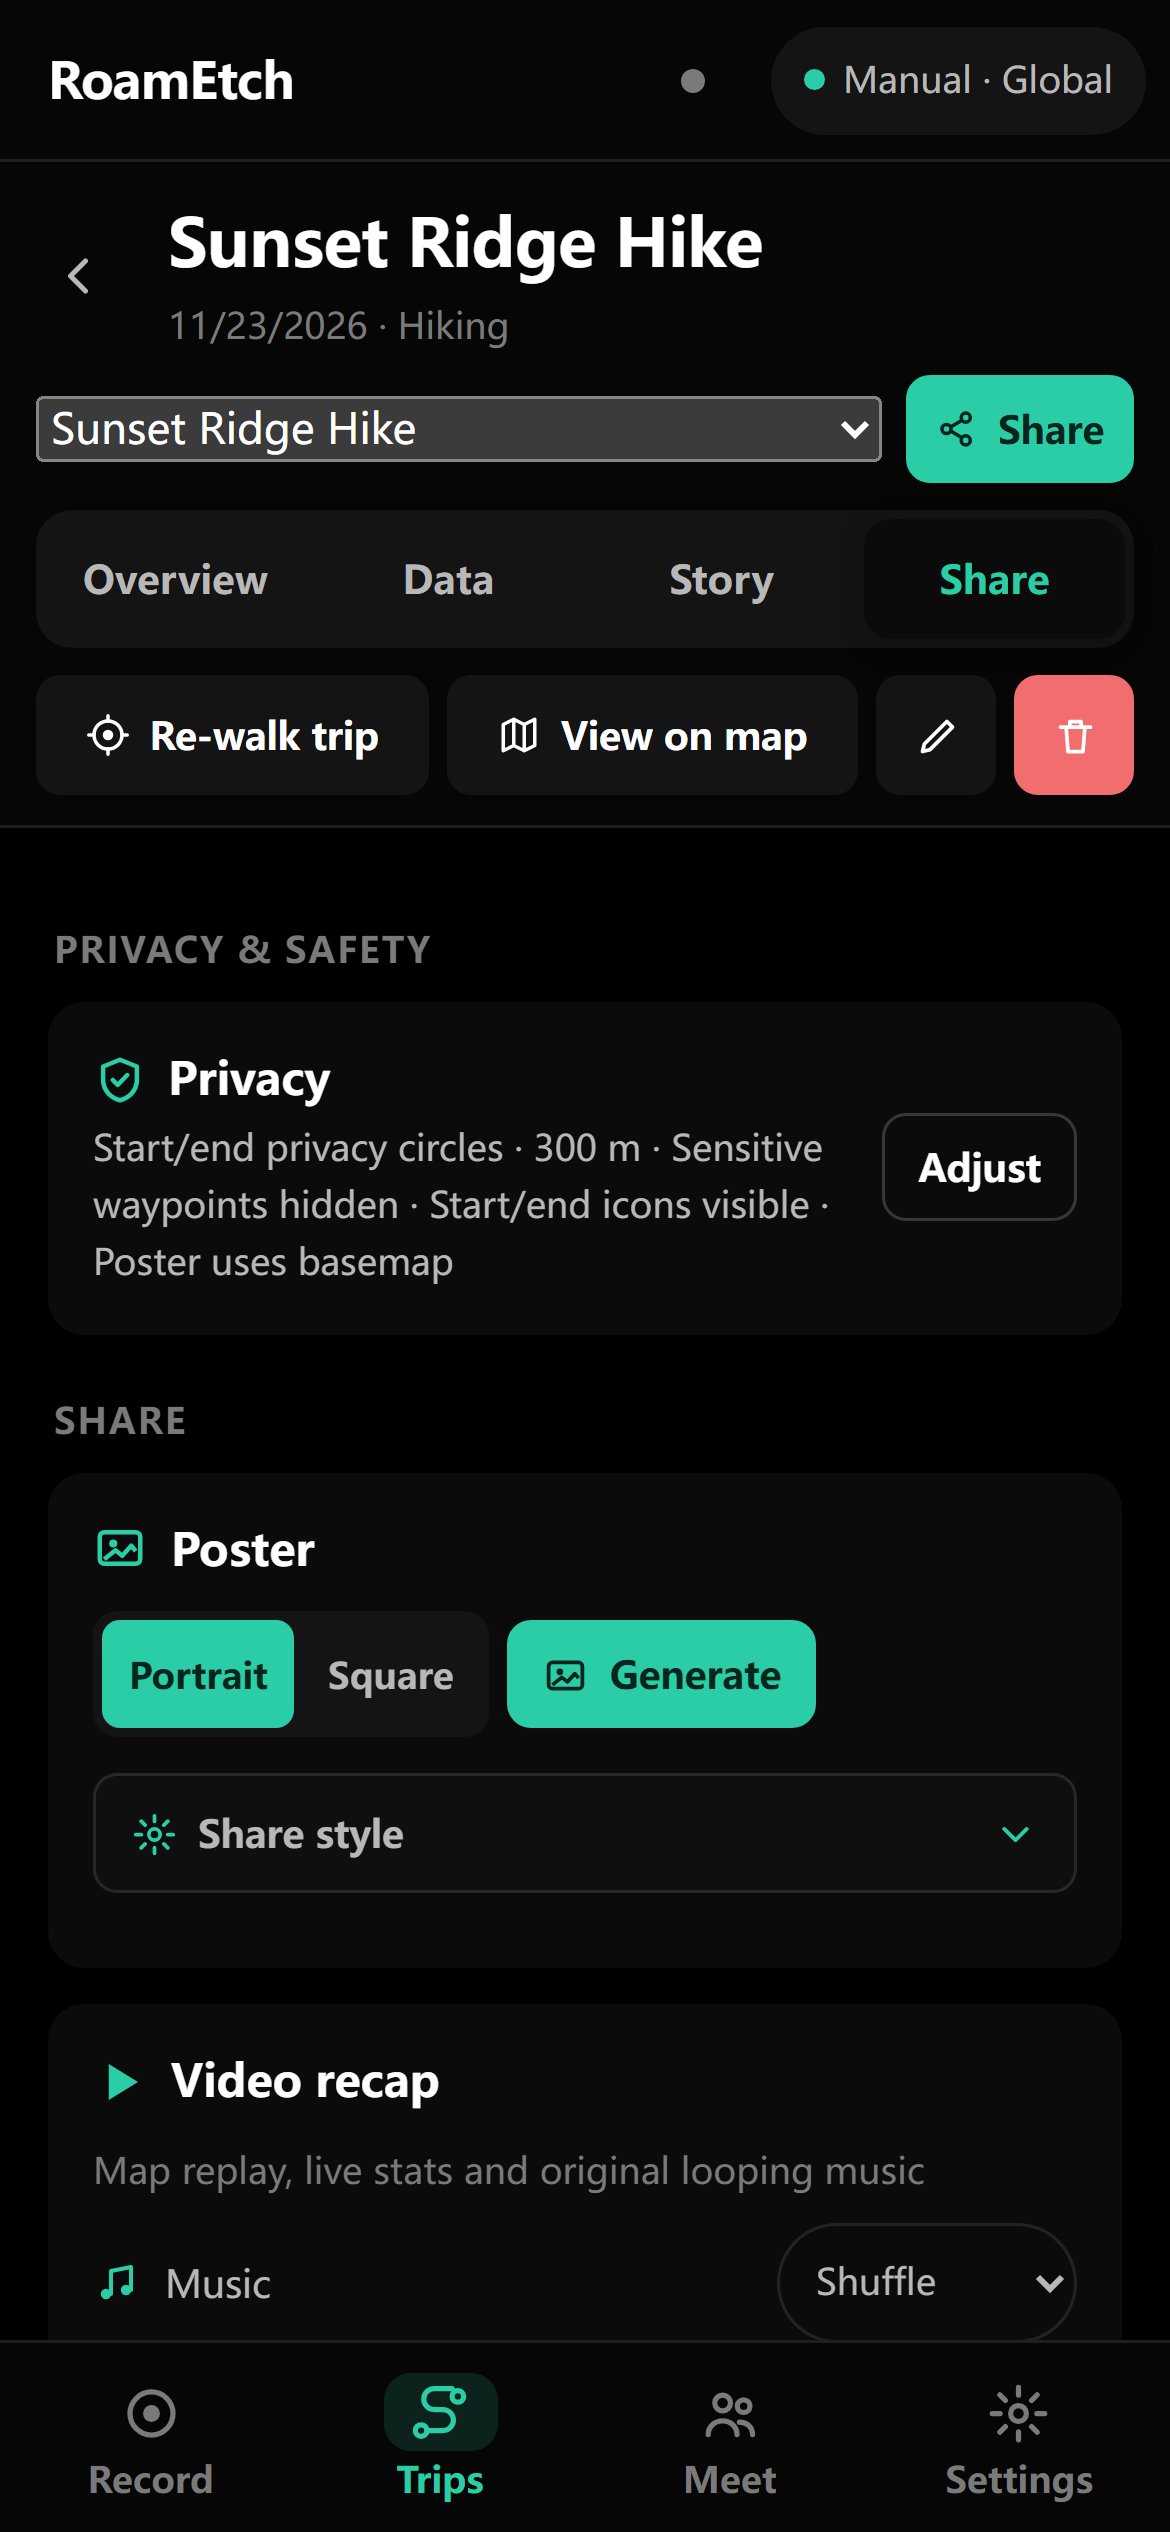 RoamEtch
Manual · Global
Sunset Ridge Hike
11/23/2026 · Hiking
Sunset Ridge Hike
Share
Overview
Data
Story
Share
Re-walk trip
View on map
PRIVACY & SAFETY
Privacy
Start/end privacy circles · 300 m · Sensitive
waypoints hidden · Start/end icons visible ·
Poster uses basemap
Adjust
SHARE
Poster
Portrait
Square
Generate
Share style
Video recap
Map replay, live stats and original looping music
Music
Shuffle
Record
Trips
Meet
Settings